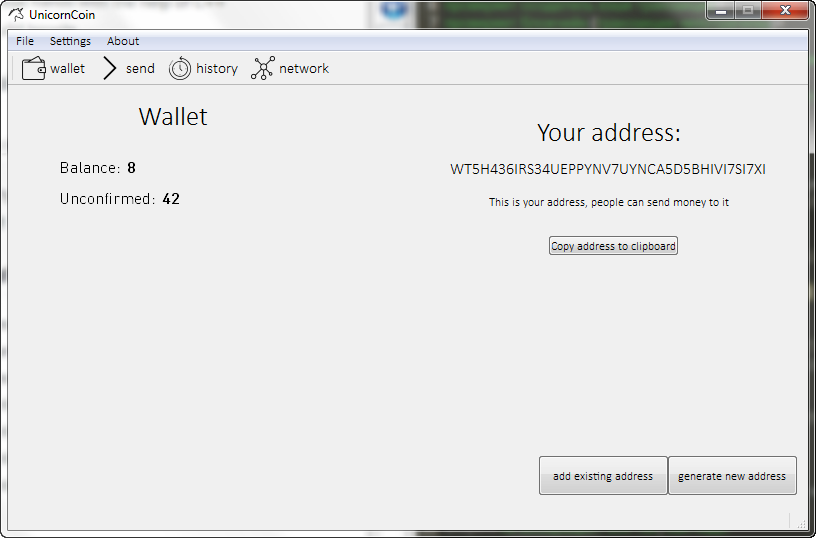 UnicornCoin
File Settings About
wallet send history network
Wallet
Balance: 8
Unconfirmed: 42
Your address:
WT5H436IRS34UEPPYNV7UYNCA5D5BHIVI7SI7XI
This is your address, people can send money to it
Copy address to clipboard
add existing address generate new address